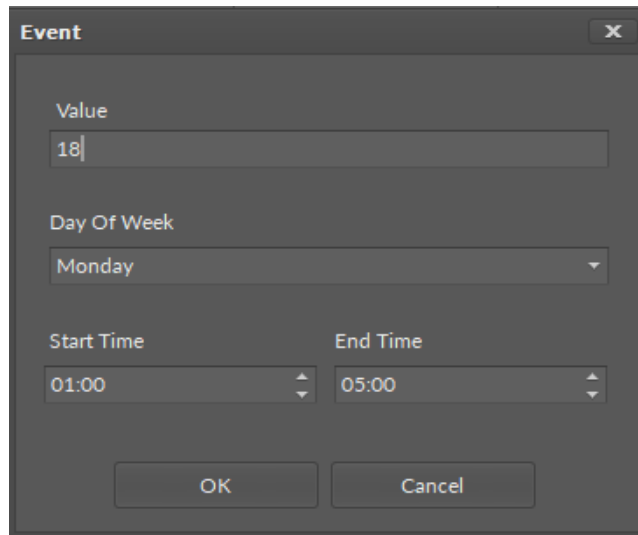 Event
Value
18
Day Of Week
Monday
Start Time End Time
01:00 05:00
OK Cancel